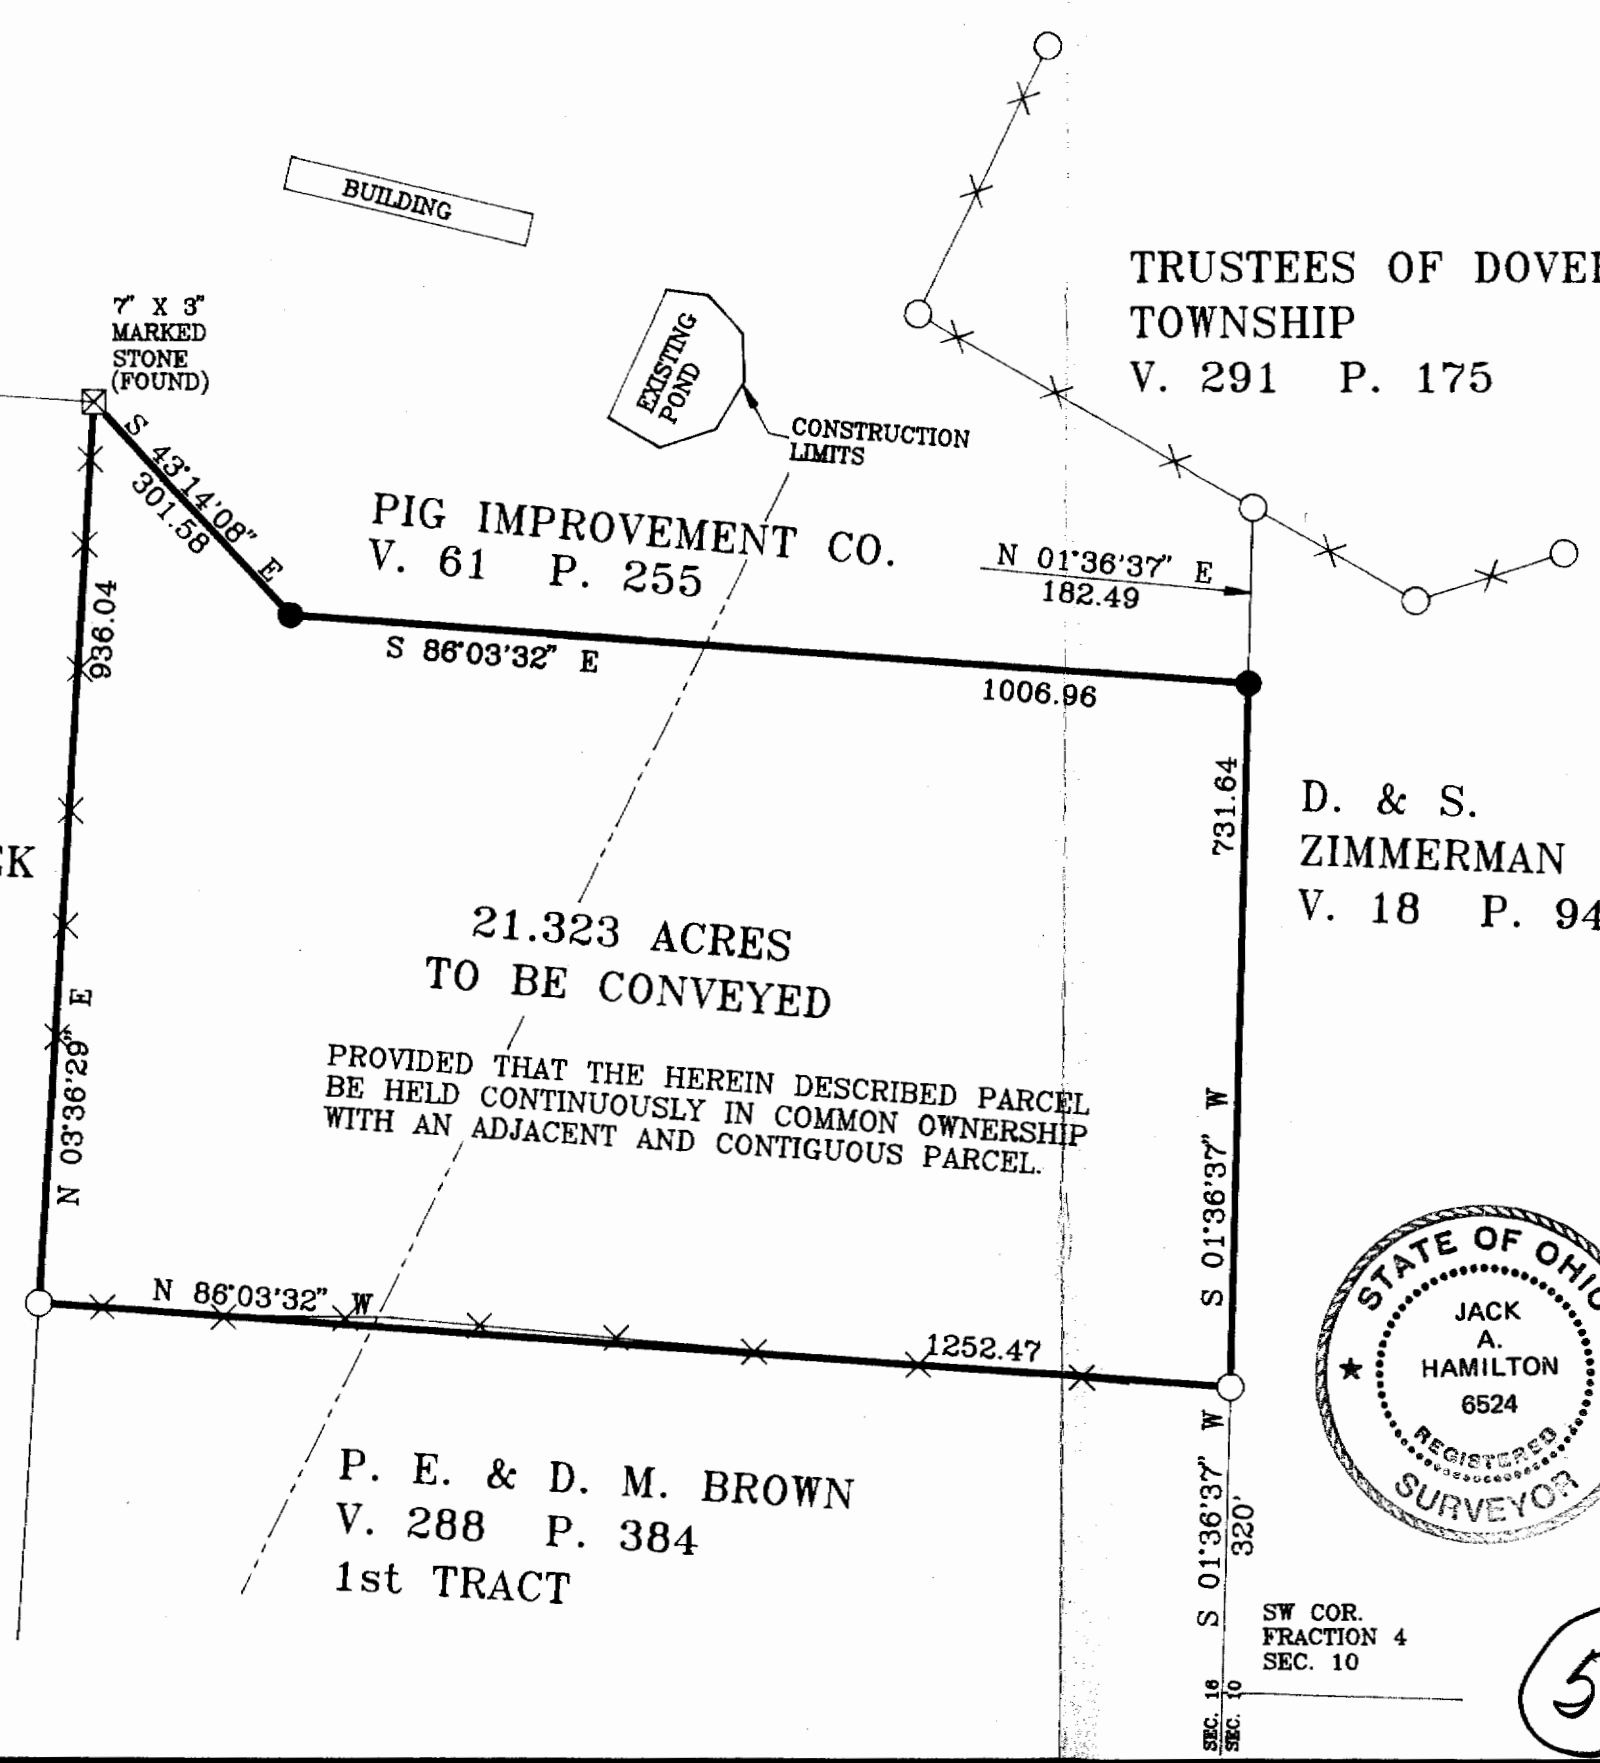 BUILDING
TRUSTEES OF DOVE
TOWNSHIP
V. 291 P. 175
7" X 3"
MARKED
STONE
(FOUND)
EXISTING
POND
CONSTRUCTION
LIMITS
S 43°14'08" E
301.58
PIG IMPROVEMENT CO.
V. 61 P. 255
N 01°36'37" E
182.49
936.04
N 03°36'29" E
S 86°03'32" E
1006.96
731.64
S 01°36'37" W
D. & S.
ZIMMERMAN
V. 18 P. 94
CK
21.323 ACRES
TO BE CONVEYED
PROVIDED THAT THE HEREIN DESCRIBED PARCEL
BE HELD CONTINUOUSLY IN COMMON OWNERSHIP
WITH AN ADJACENT AND CONTIGUOUS PARCEL.
N 86°03'32" W
1252.47
STATE OF OHIO
JACK
A.
HAMILTON
6524
REGISTERED
SURVEYOR
P. E. & D. M. BROWN
V. 288 P. 384
1st TRACT
S 01°36'37" W
320'
SW COR.
FRACTION 4
SEC. 10
SEC. 16
SEC. 10
5